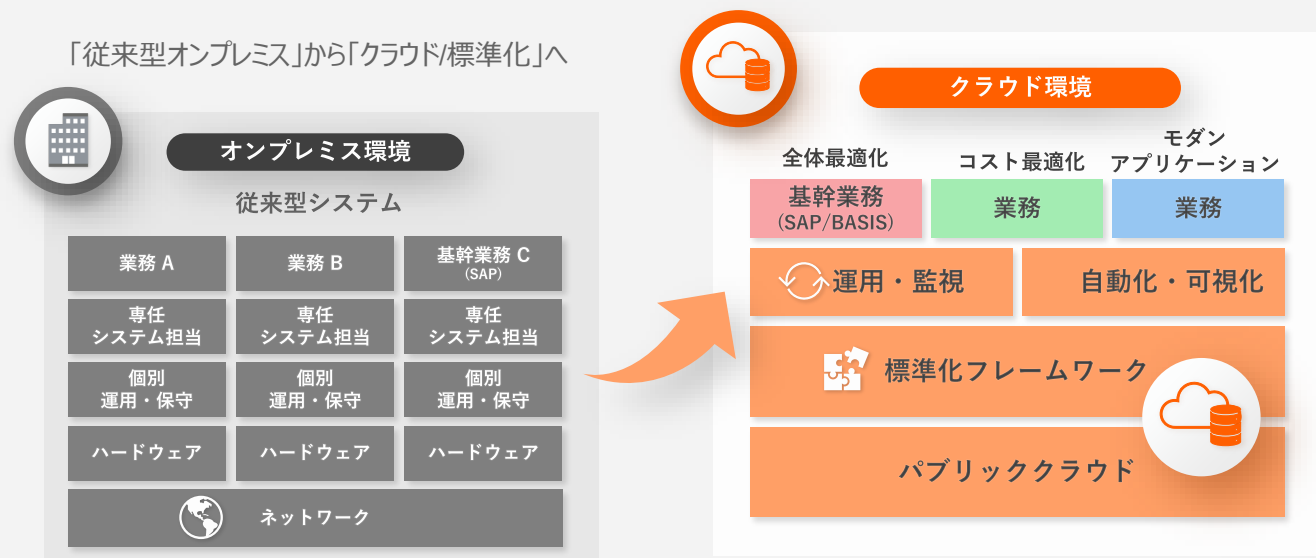 「従来型オンプレミス」から「クラウド/標準化」へ
オンプレミス環境
従来型システム
業務 A
業務 B
基幹業務 C
(SAP)
専任
システム担当
専任
システム担当
専任
システム担当
個別
運用・保守
個別
運用・保守
個別
運用・保守
ハードウェア
ハードウェア
ハードウェア
ネットワーク
クラウド環境
全体最適化
コスト最適化
モダン
アプリケーション
基幹業務
(SAP/BASIS)
業務
業務
運用・監視
自動化・可視化
標準化フレームワーク
パブリッククラウド